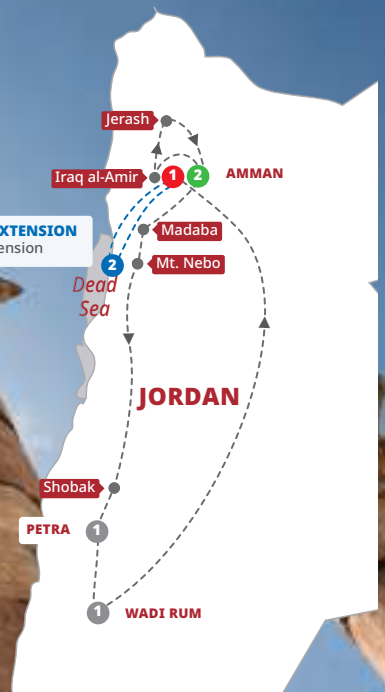 Jerash
Iraq al-Amir
1
2
AMMAN
Madaba
EXTENSION
Mt. Nebo
2
Dead
Sea
JORDAN
Shobak
PETRA
1
1
WADI RUM